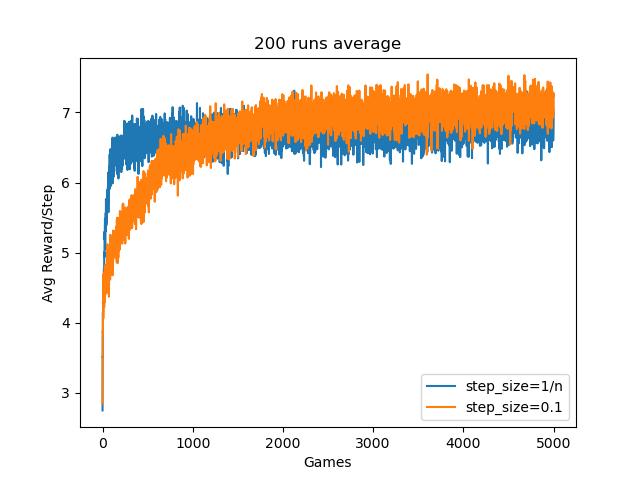 200 runs average
Avg Reward/Step
7
6
5
4
3
step_size=1/n
step_size=0.1
0 1000 2000 3000 4000 5000
Games